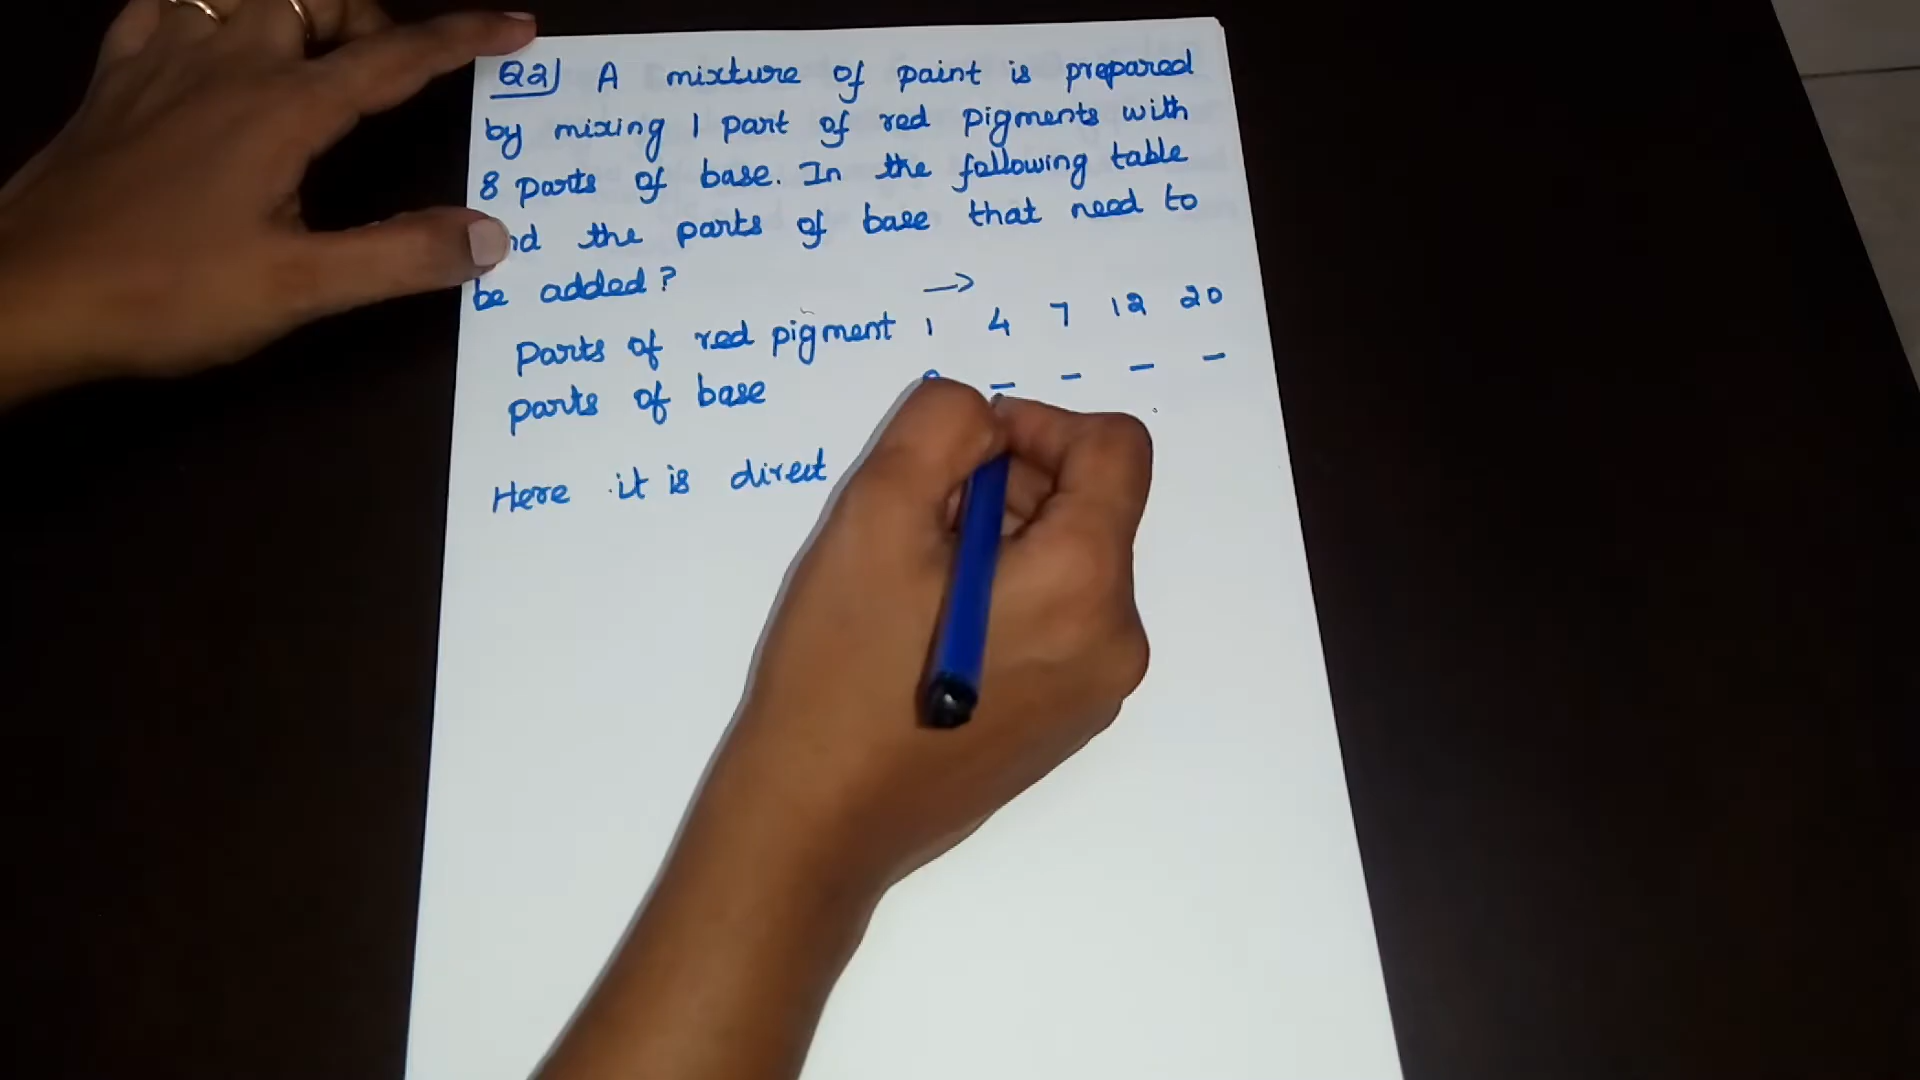 Q2) A mixture of paint is prepared
by mixing 1 part of red pigments with
8 parts of base. In the following table
the parts of base that need to
be added?
Parts of red pigment 1 4 7 12 20
parts of base - - - -
Here it is direct